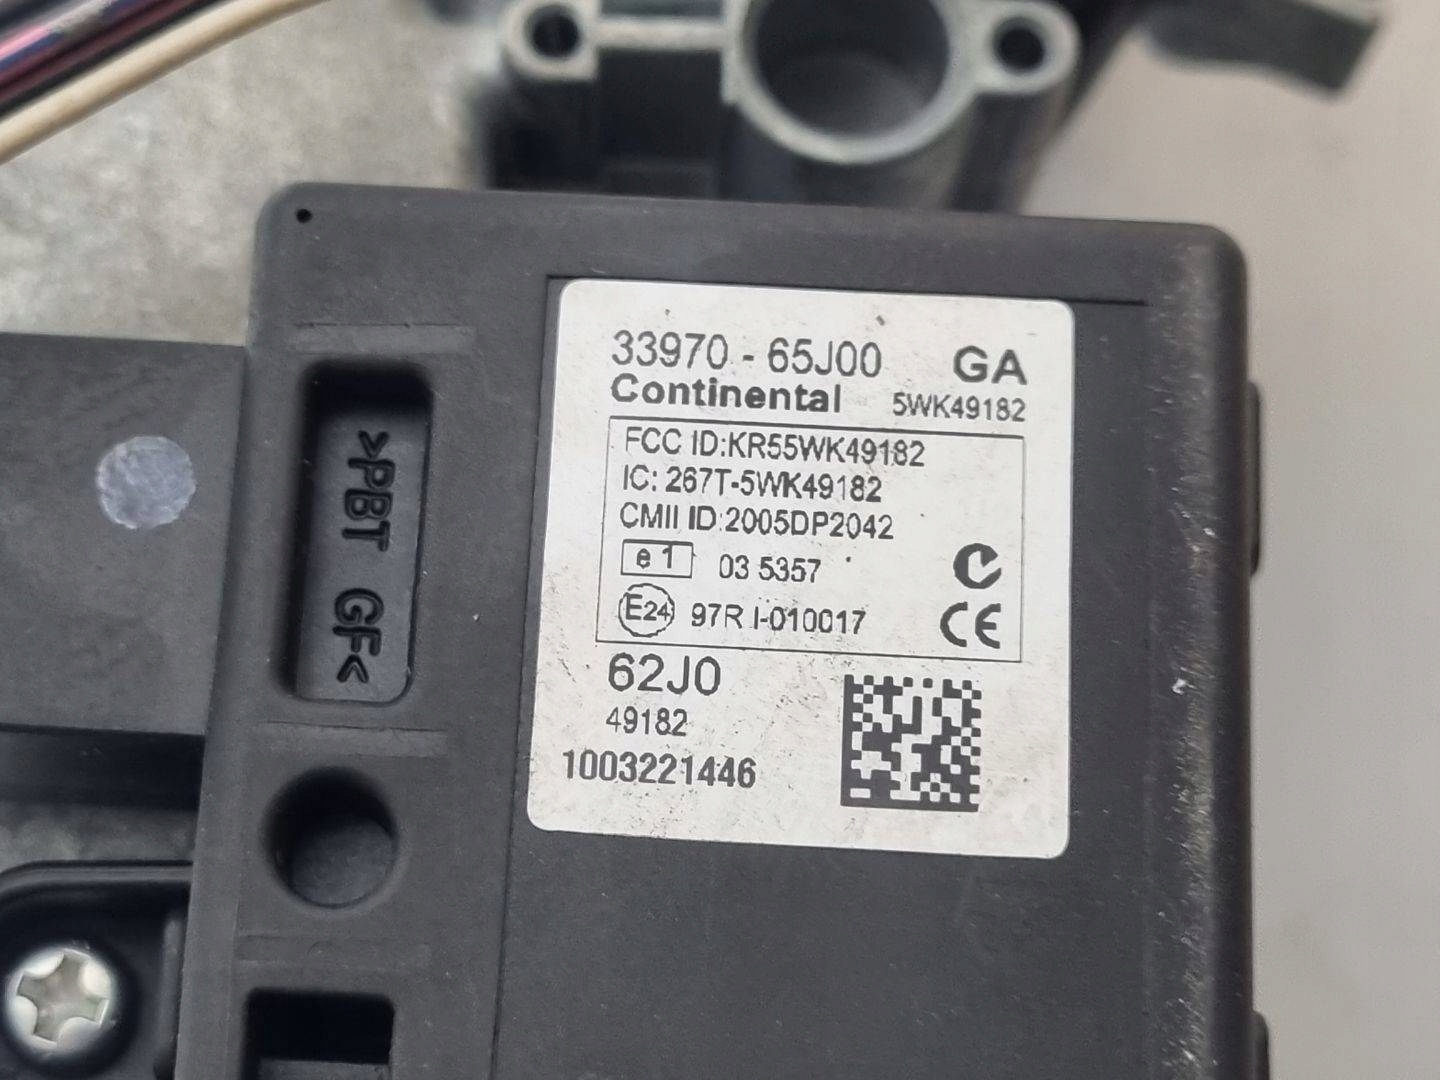 33970 - 65J00 GA
Continental 5WK49182
FCC ID:KR55WK49182
IC: 267T-5WK49182
CMII ID:2005DP2042
e 1 03 5357
E24 97R I-010017
CE
62J0
49182
1003221446
>PBT GF<